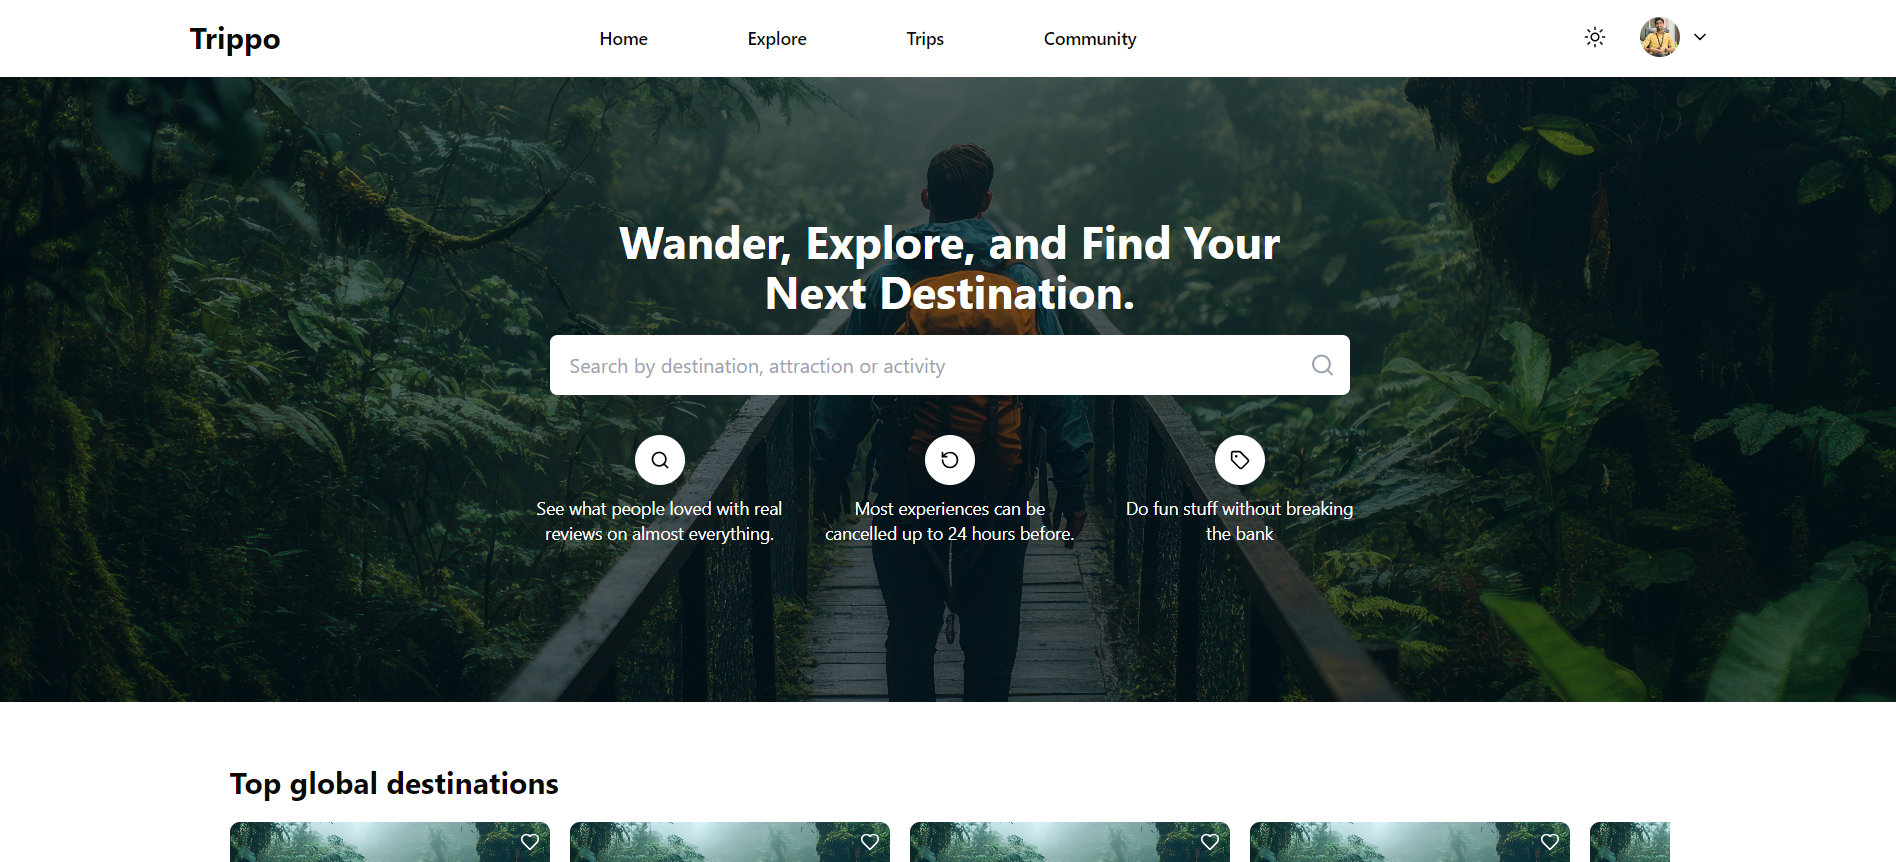 Trippo
Home
Explore
Trips
Community
Wander, Explore, and Find Your
Next Destination.
Search by destination, attraction or activity
See what people loved with real
reviews on almost everything.
Most experiences can be
cancelled up to 24 hours before.
Do fun stuff without breaking
the bank
Top global destinations